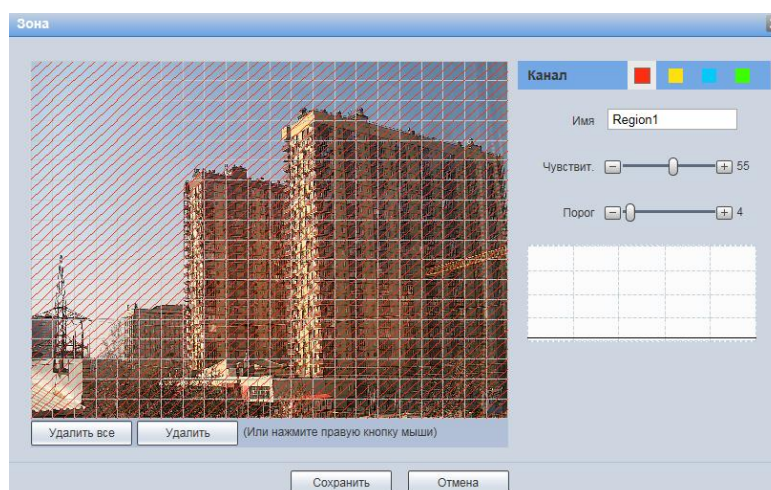 Зона
Канал
Имя Region1
Чувствит. 55
Порог 4
Удалить все Удалить (Или нажмите правую кнопку мыши)
Сохранить Отмена